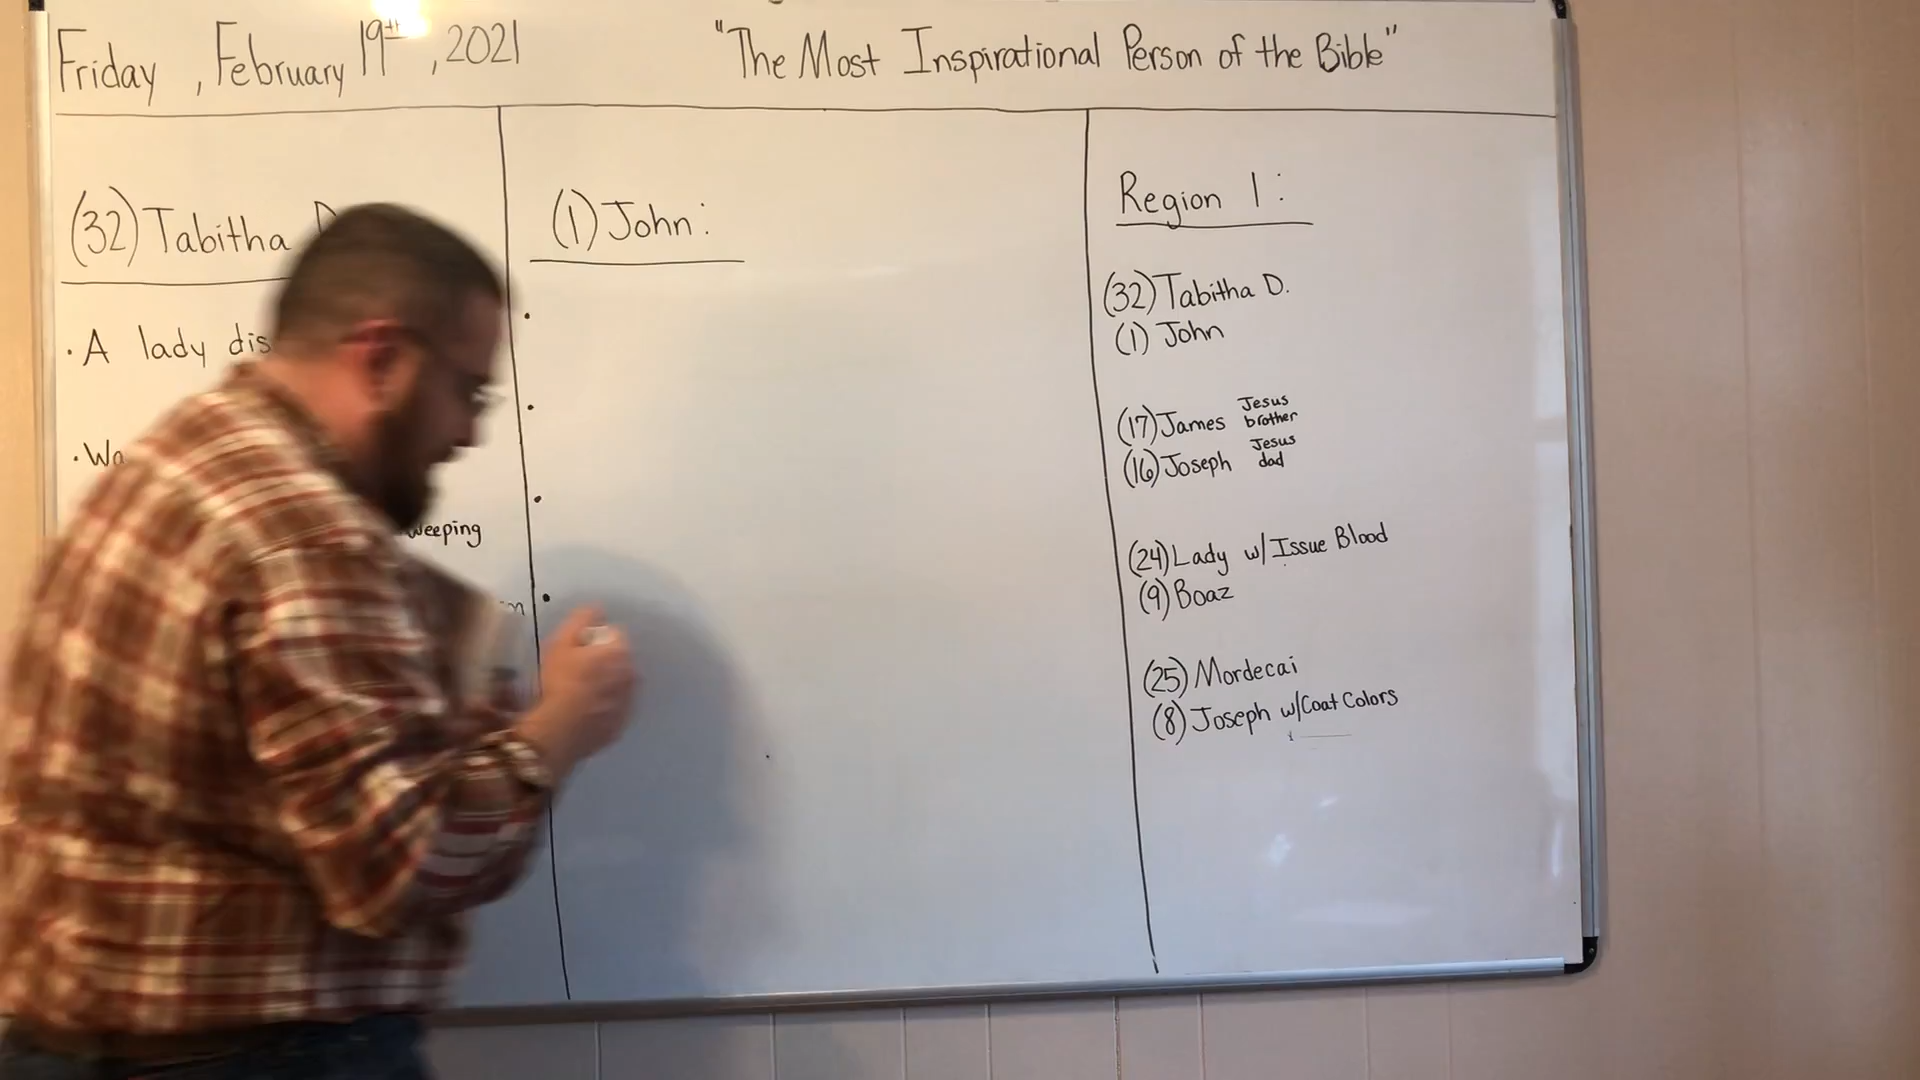 Friday, February 19th, 2021
"The Most Inspirational Person of the Bible"
(32) Tabitha
· A lady
weeping
(1) John:
Region 1:
(32) Tabitha D.
(1) John
(17) James Jesus brother
(16) Joseph Jesus dad
(24) Lady w/ Issue Blood
(9) Boaz
(25) Mordecai
(8) Joseph w/Coat Colors